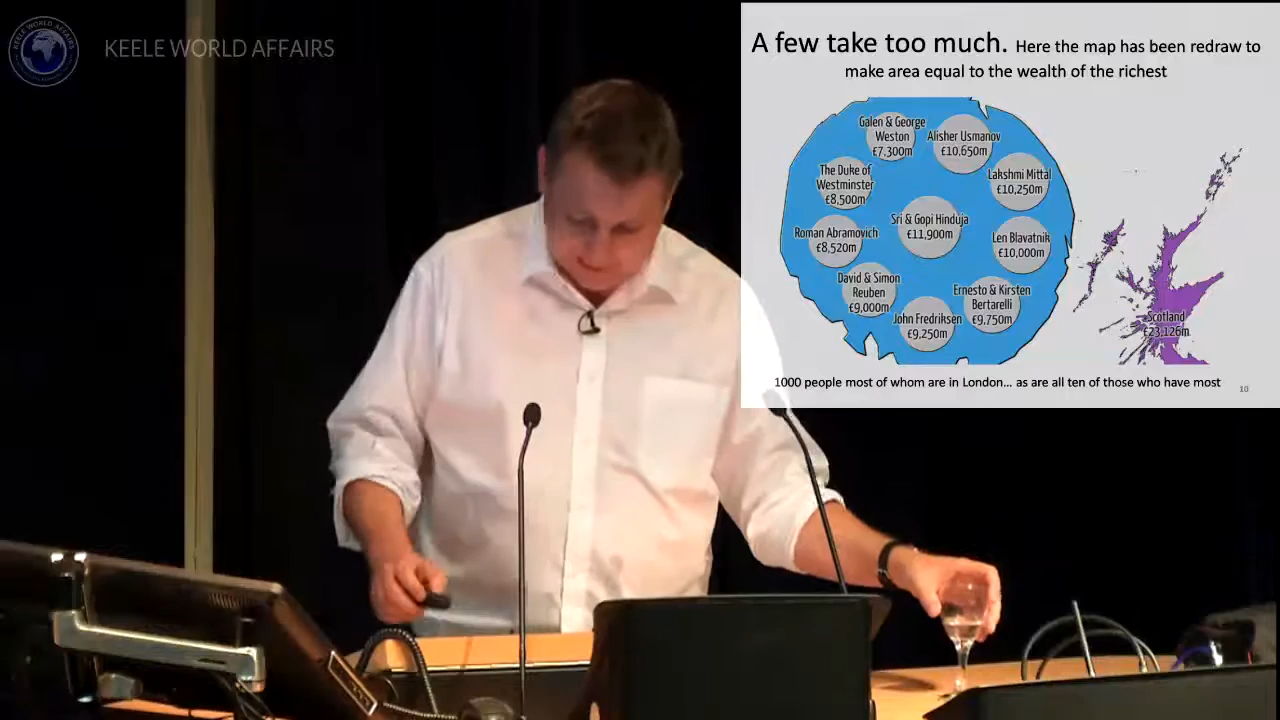 KEELE WORLD AFFAIRS
KEELE WORLD AFFAIRS
A few take too much. Here the map has been redraw to
make area equal to the wealth of the richest
Galen & George
Weston
£7,300m
Alisher Usmanov
£10,650m
The Duke of
Westminster
£8,500m
Lakshmi Mittal
£10,250m
Sri & Gopi Hinduja
£11,900m
Roman Abramovich
£8,520m
Len Blavatnik
£10,000m
David & Simon
Reuben
£9,000m
Ernesto & Kirsten
Bertarelli
£9,750m
John Fredriksen
£9,250m
Scotland
£23,126m
1000 people most of whom are in London... as are all ten of those who have most
10